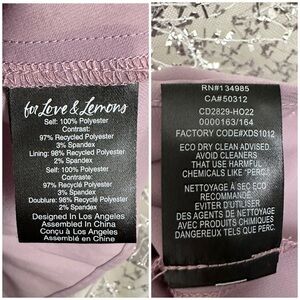 for Love & Lemons
Self: 100% Polyester
Contrast:
97% Recycled Polyester
3% Spandex
Lining: 98% Recycled Polyester
2% Spandex
Self: 100% Polyester
Contrast:
97% Recyclé Polyester
3% Spandex
Doublure: 98% Recyclé Polyester
2% Spandex
Designed In Los Angeles
Assembled In China
Conçu à Los Angeles
Assemblé en Chine
RN#134985
CA#50312
CD2829-HO22
0000163/164
FACTORY CODE#XDS1012
ECO DRY CLEAN ADVISED.
AVOID CLEANERS
THAT USE HARMFUL
CHEMICALS LIKE "PERC."
NETTOYAGE À SEC ÉCO
RECOMMANDÉ.
EVITER D'UTILISER
DES AGENTS DE NETTOYAGE
AVEC PRODUITS CHIMIQUES
DANGEREUX TELS QUE